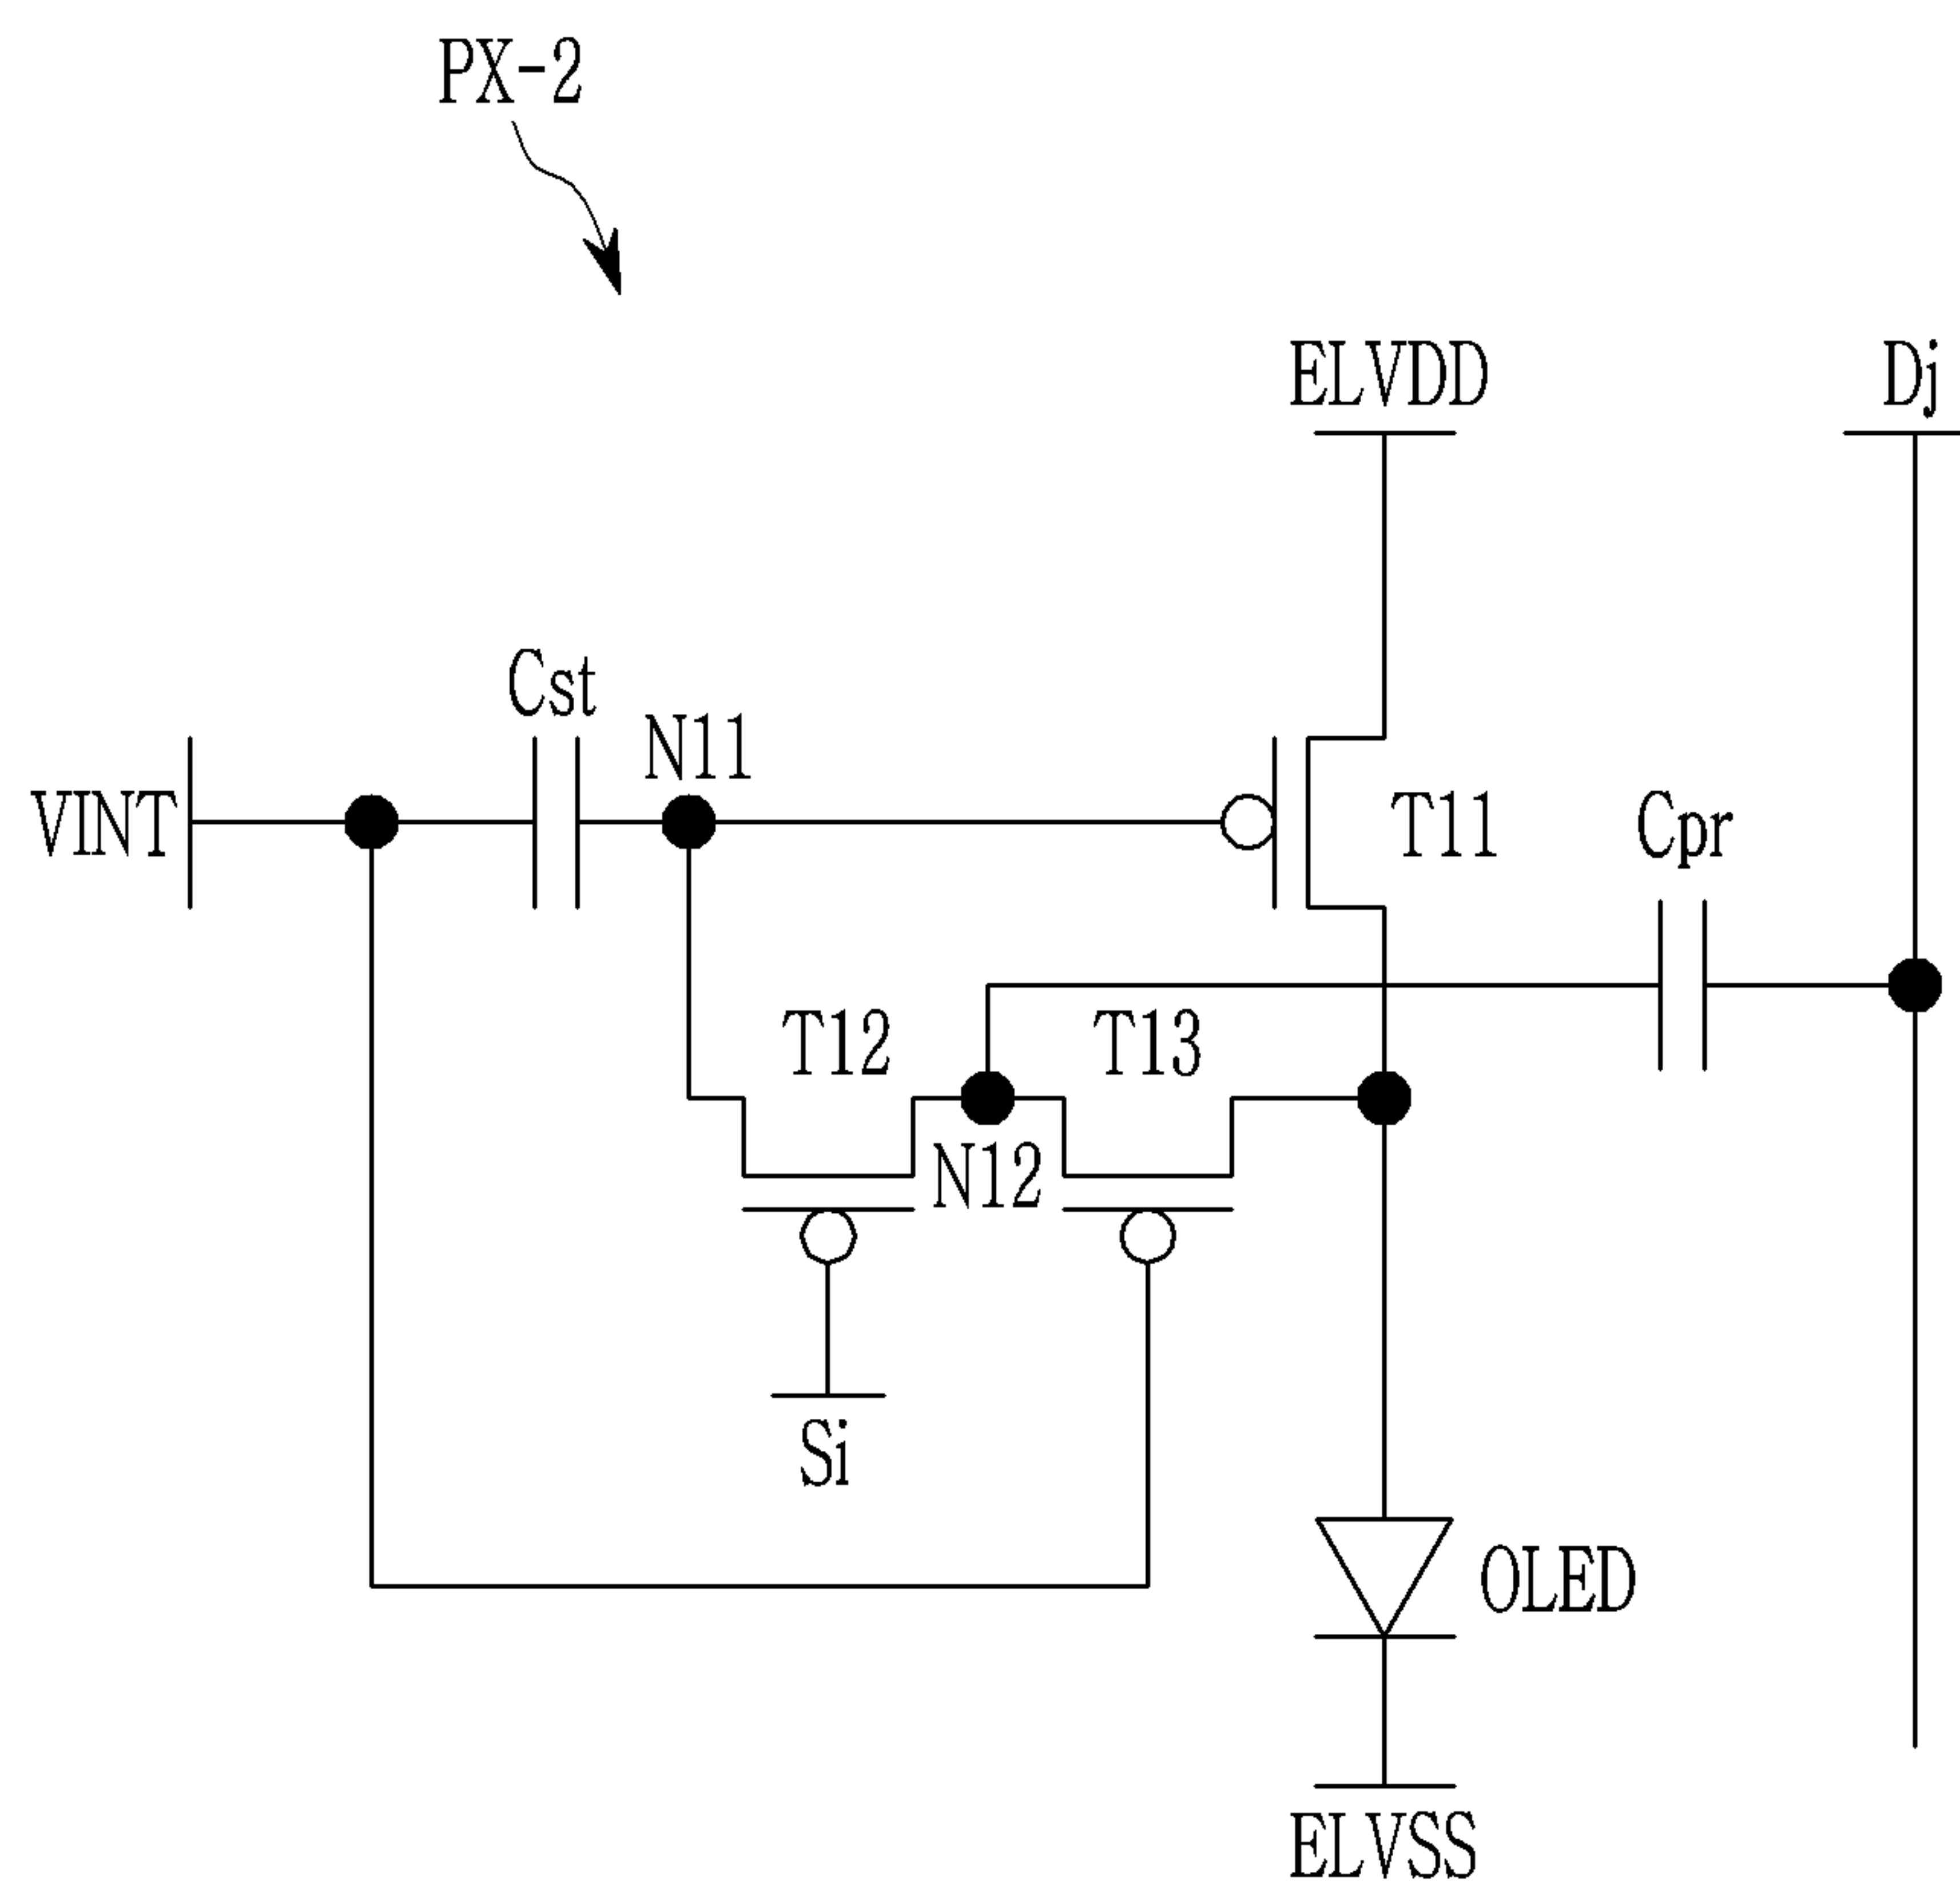 PX-2
ELVDD
Dj
Cst
N11
VINT
T11
Cpr
T12
T13
N12
Si
OLED
ELVSS